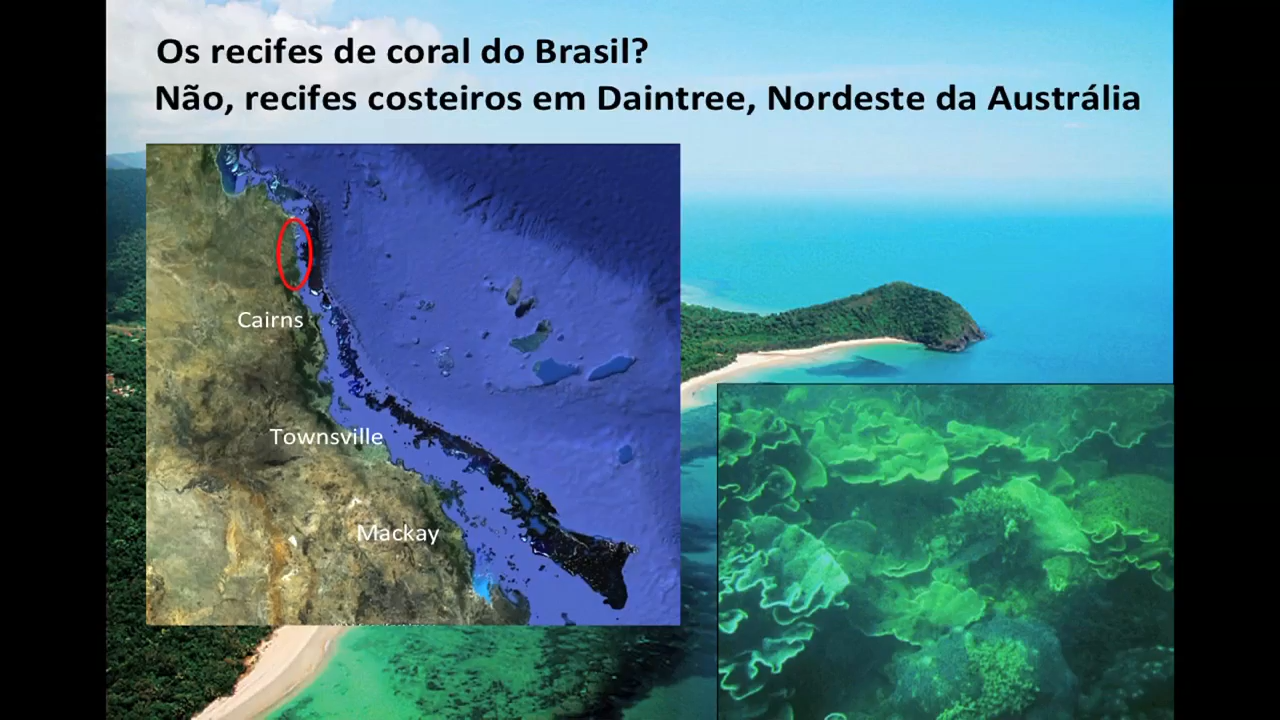 Os recifes de coral do Brasil?
Não, recifes costeiros em Daintree, Nordeste da Austrália
Cairns
Townsville
Mackay